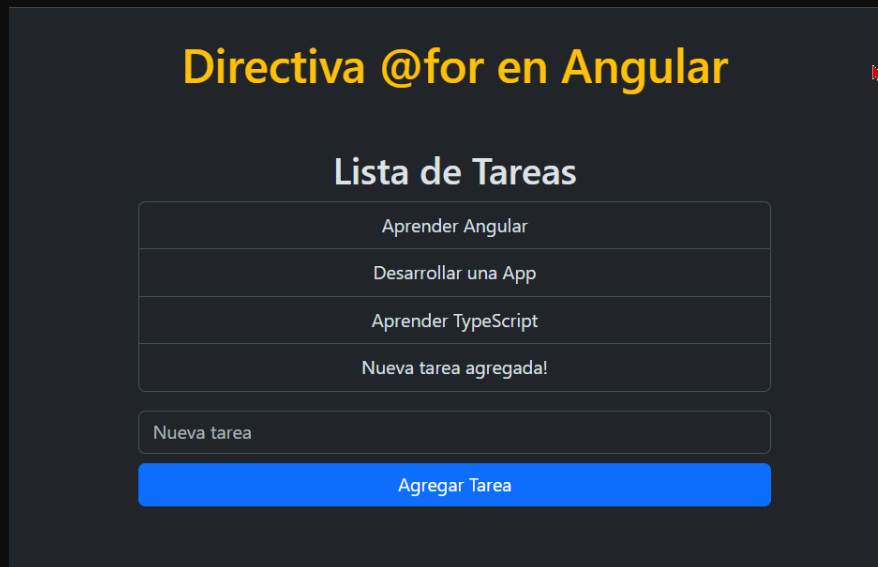 Directiva @for en Angular
Lista de Tareas
Aprender Angular
Desarrollar una App
Aprender TypeScript
Nueva tarea agregada!
Nueva tarea
Agregar Tarea